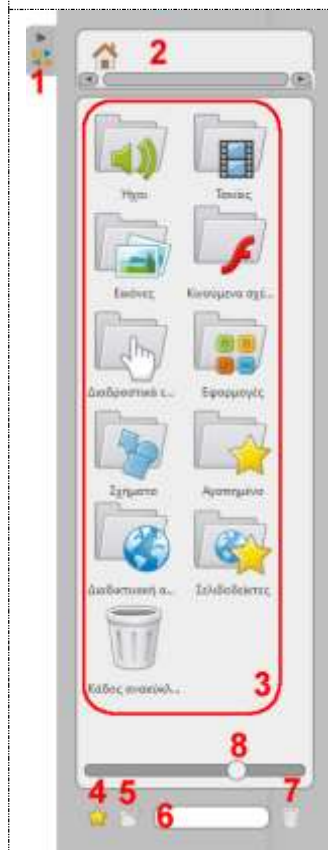 2
1
Ήχοι Ταινίες
Εικόνες Κινούμενα σχέ...
Διαδραστικά ε... Εφαρμογές
Σχήματα Αγαπημένα
Διαδικτυακή α... Σελιδοδείκτες
Κάδος ανακύκλ... 3
8
4 5 6 7